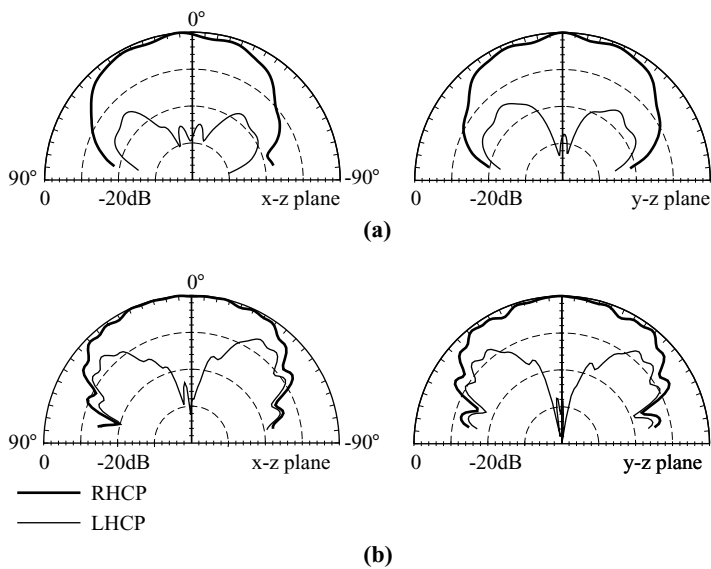 0°
90° -90°
0 -20dB x-z plane 0 -20dB y-z plane
(a)
0°
90° -90°
0 -20dB x-z plane 0 -20dB y-z plane
RHCP
LHCP
(b)